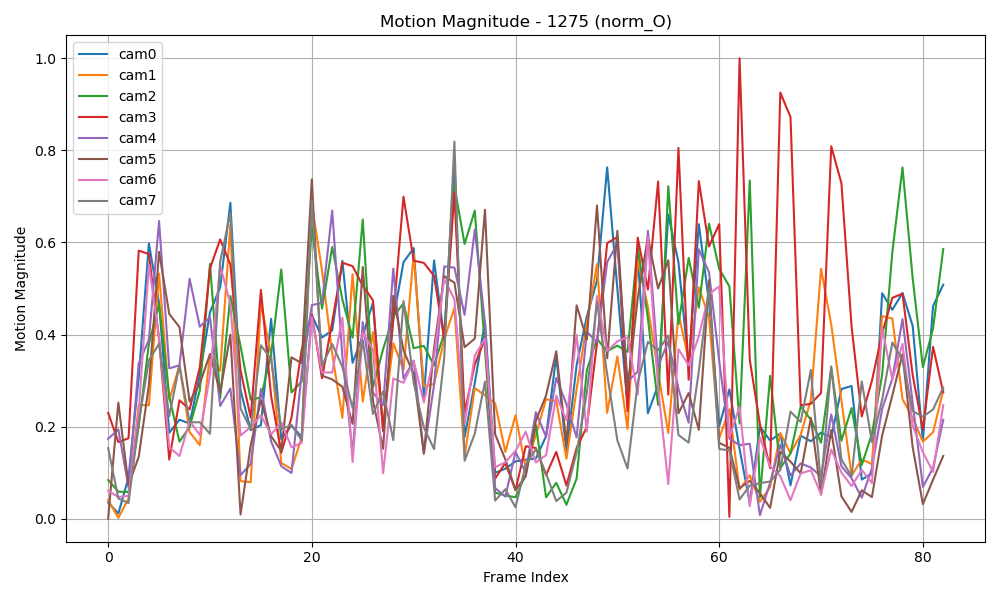 Motion Magnitude - 1275 (norm_O)
1.0
0.8
0.6
0.4
0.2
0.0
Motion Magnitude
cam0
cam1
cam2
cam3
cam4
cam5
cam6
cam7
0
20
40
60
80
Frame Index